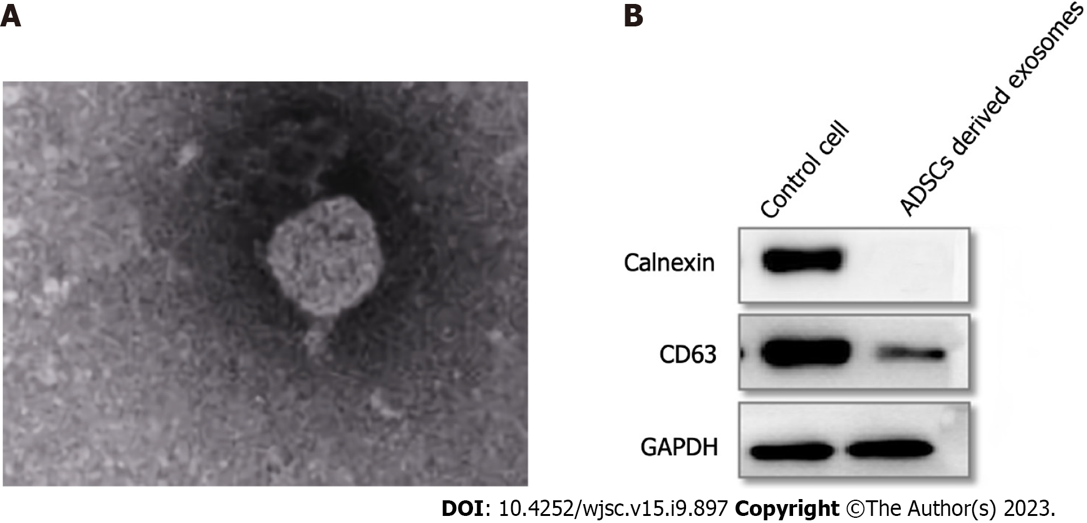 A
B
Control cell
ADSCs derived exosomes
Calnexin
CD63
GAPDH
DOI: 10.4252/wjsc.v15.i9.897 Copyright ©The Author(s) 2023.